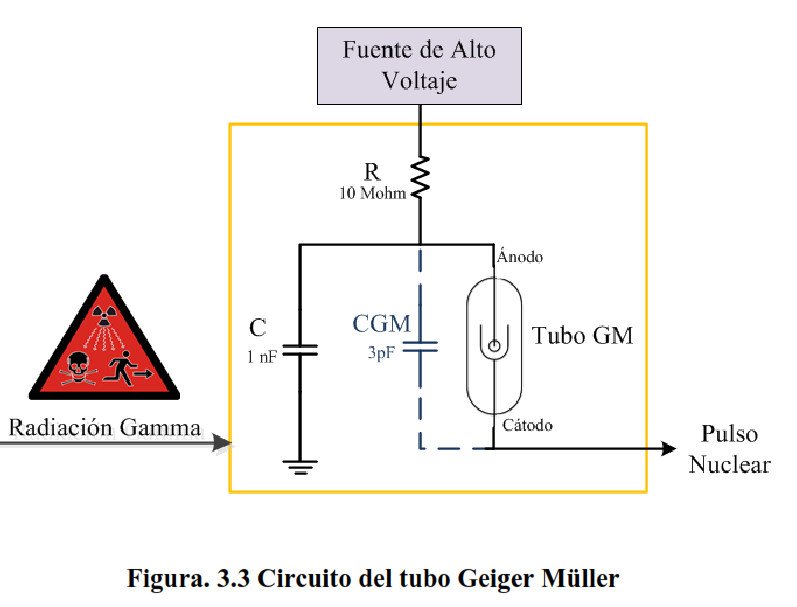 Fuente de Alto
Voltaje
R
10 Mohm
Ánodo
C
1 nF
CGM
3pF
Tubo GM
Radiación Gamma
Cátodo
Pulso
Nuclear
Figura. 3.3 Circuito del tubo Geiger Müller